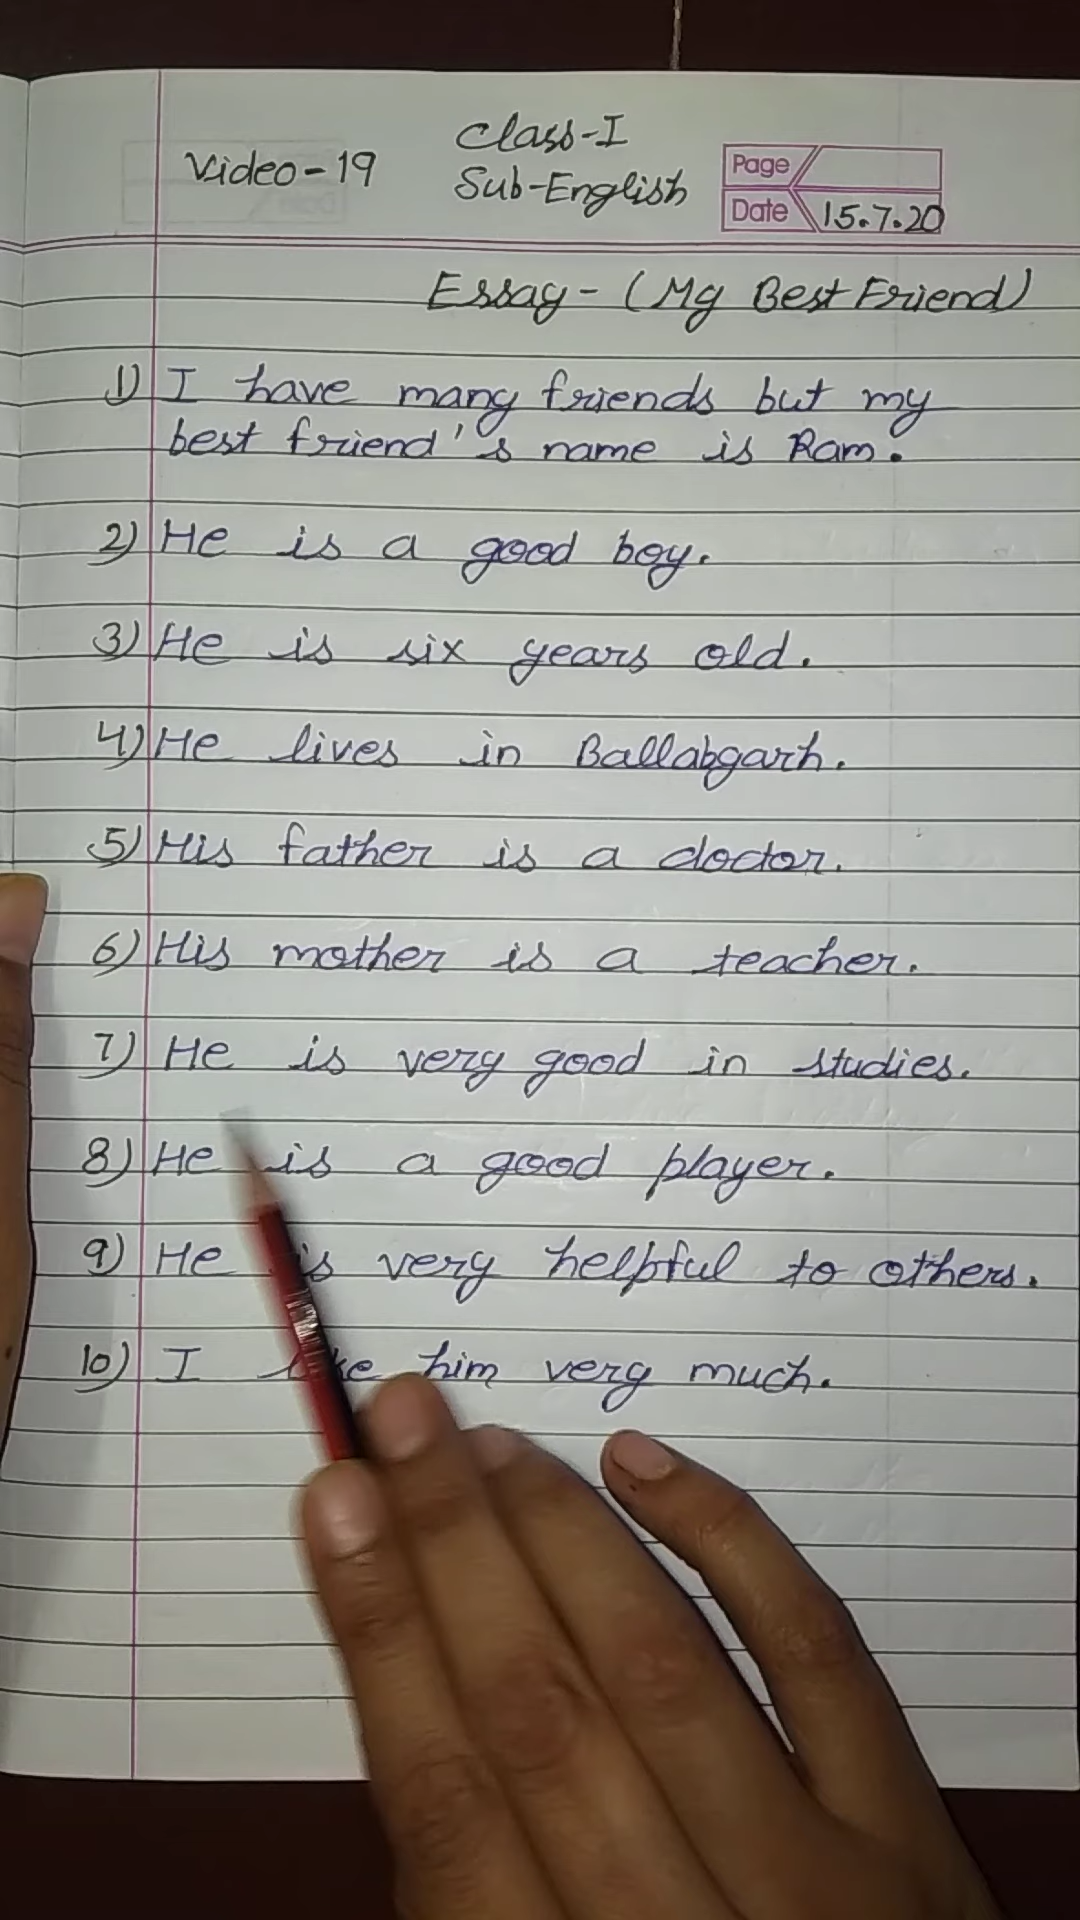 Class-I
Video-19
Sub-English
Page
Date 15.7.20
Essay- (My Best Friend)
1) I have many friends but my
best friend's name is Ram.
2) He is a good boy.
3) He is six years old.
4) He lives in Ballabgarh.
5) His father is a doctor.
6) His mother is a teacher.
7) He is very good in studies.
8) He is a good player.
9) He is very helpful to others.
10) I like him very much.